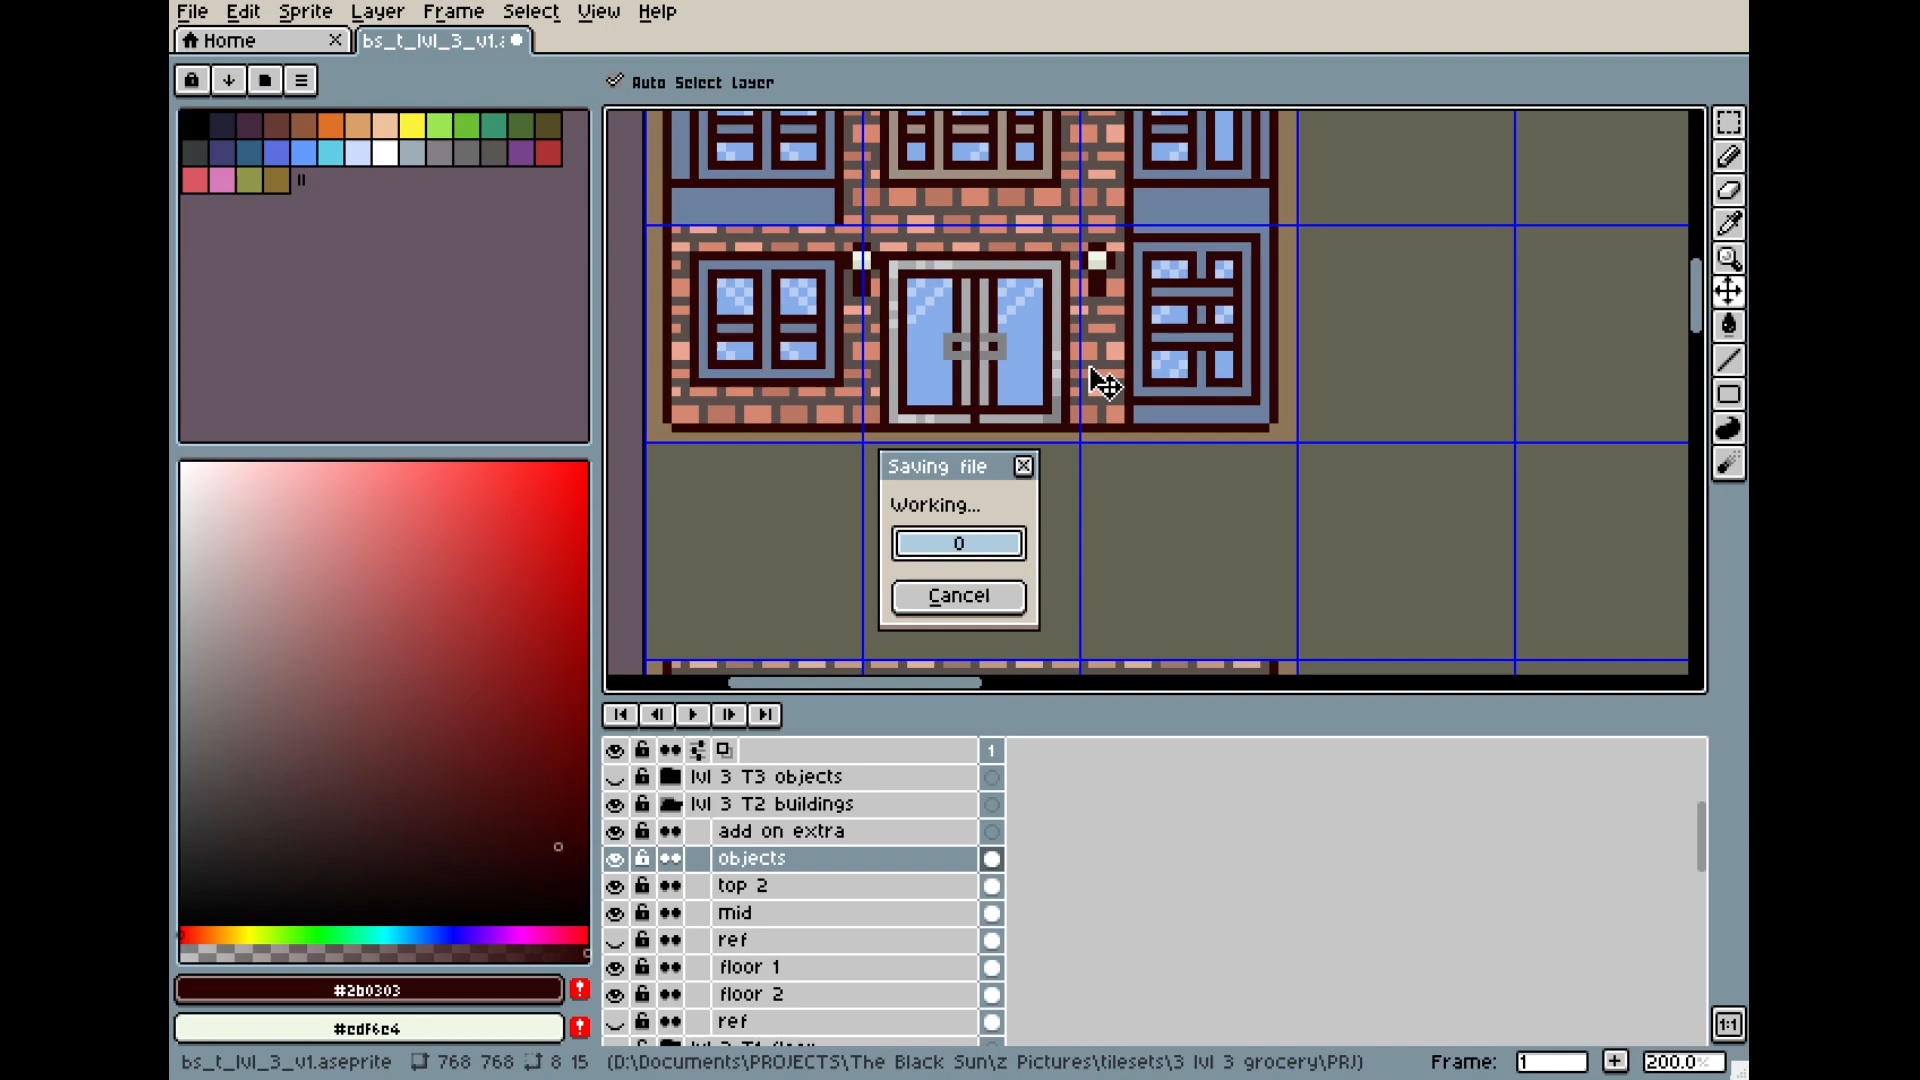 File Edit Sprite Layer Frame Select View Help
Home
bs_t_lvl_3_v1.a
Auto Select Layer
Saving file
Working...
0
Cancel
1
lvl 3 T3 objects
lvl 3 T2 buildings
add on extra
objects
top 2
mid
ref
floor 1
floor 2
ref
#2b0303
#edf6e4
1:1
bs_t_lvl_3_v1.aseprite 768 768 8 15 (D:\Documents\PROJECTS\The Black Sun\z Pictures\tilesets\3 lvl 3 grocery\PRJ) Frame: 1 200.0